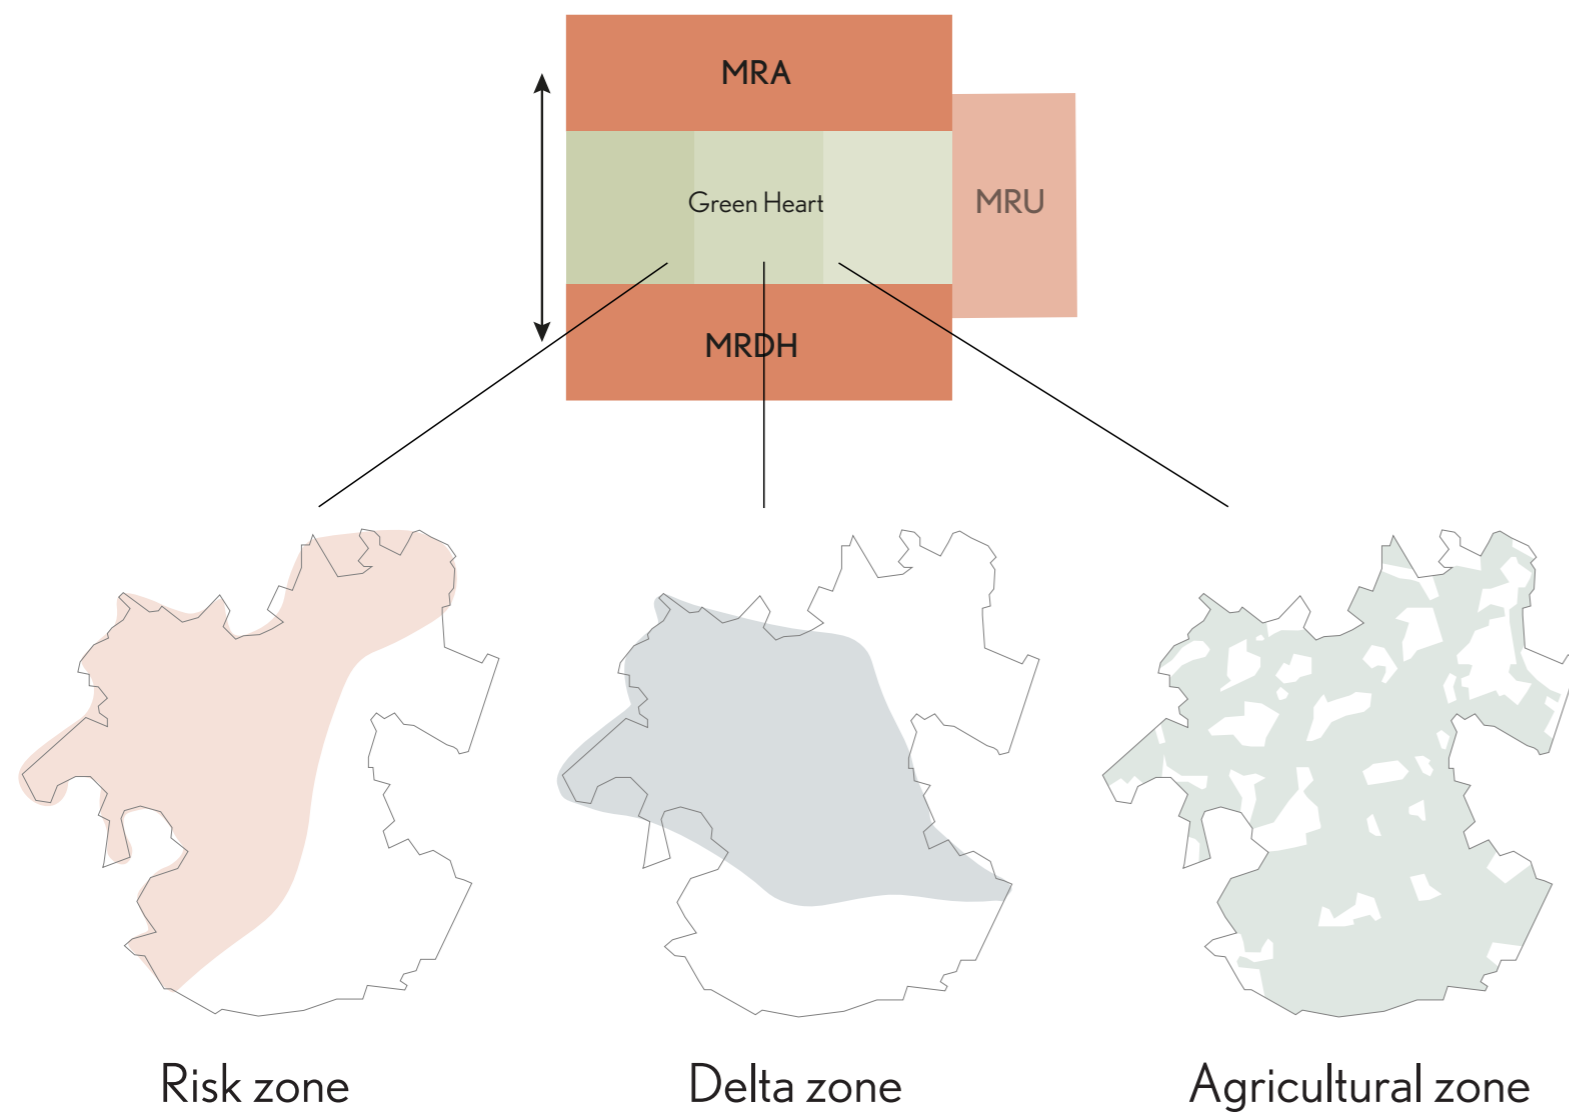 MRA
Green Heart
MRU
MRDH
Risk zone
Delta zone
Agricultural zone